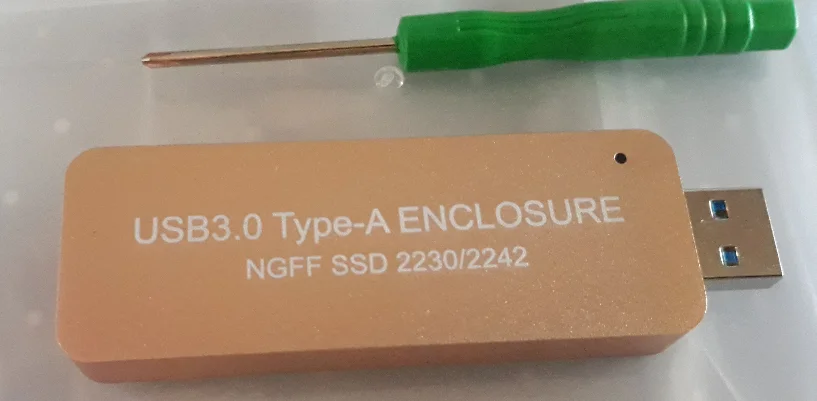 USB3.0 Type-A ENCLOSURE
NGFF SSD 2230/2242